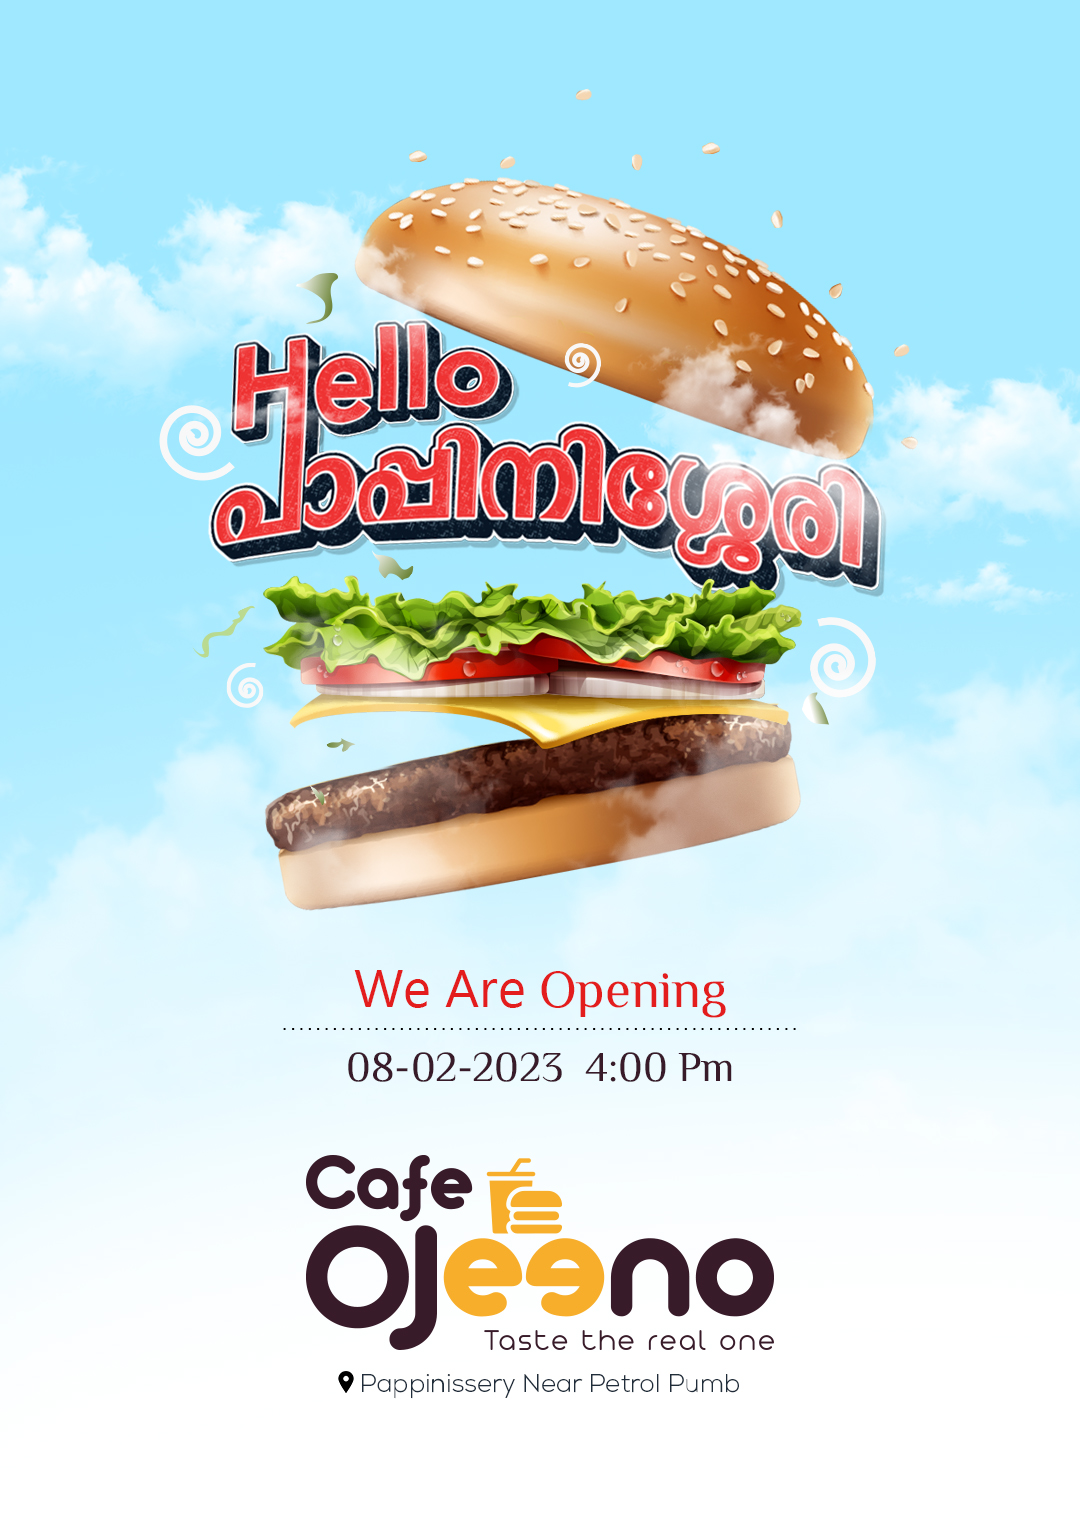 Hello
പാപ്പിനിശ്ശേരി
We Are Opening
08-02-2023 4:00 Pm
Cafe
OJeeno
Taste the real one
Pappinissery Near Petrol Pumb